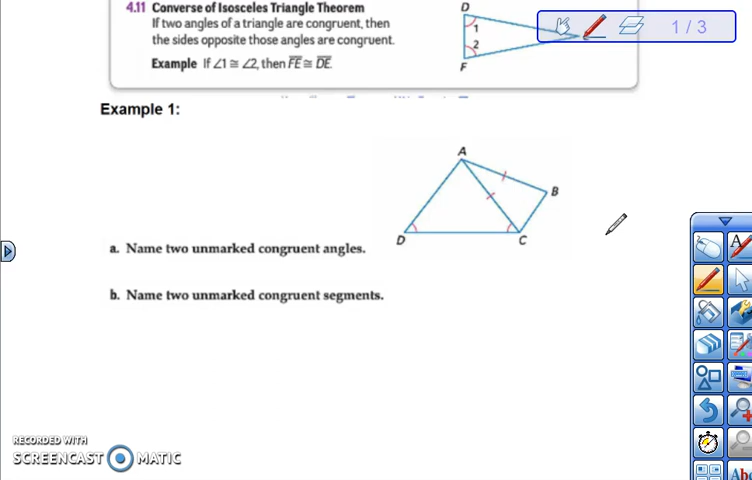 4.11 Converse of Isosceles Triangle Theorem
If two angles of a triangle are congruent, then
the sides opposite those angles are congruent.
Example If ∠1 ≅ ∠2, then FE ≅ DE.
D
1
2
F
1 / 3
Example 1:
A
B
D
C
a. Name two unmarked congruent angles.
b. Name two unmarked congruent segments.
A
RECORDED WITH
SCREENCAST MATIC
Abc